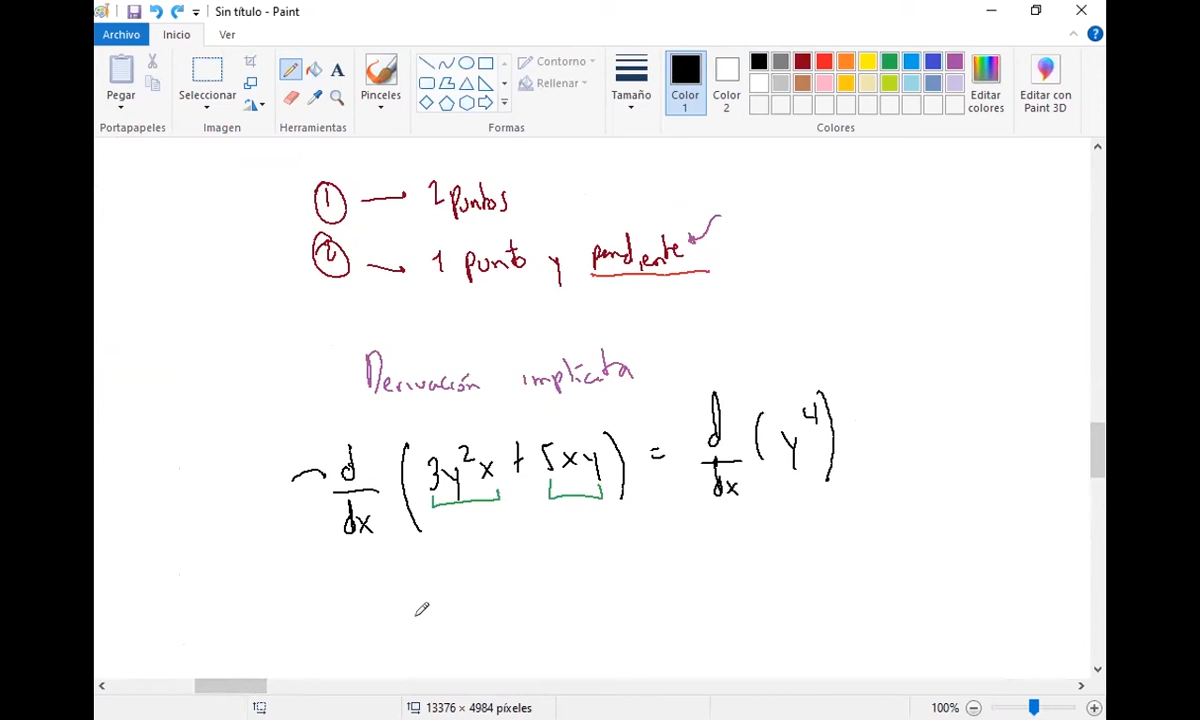 Sin título - Paint
Archivo Inicio Ver
Pegar
Seleccionar
A
Pinceles
Contorno
Rellenar
Tamaño
Color 1
Color 2
Editar colores
Editar con Paint 3D
Portapapeles Imagen Herramientas Formas Colores
① → 2 puntos
② → 1 punto y pendiente
Derivación implícita
d/dx (3y²x + 5xy) = d/dx (y⁴)
13376 × 4984 píxeles 100%